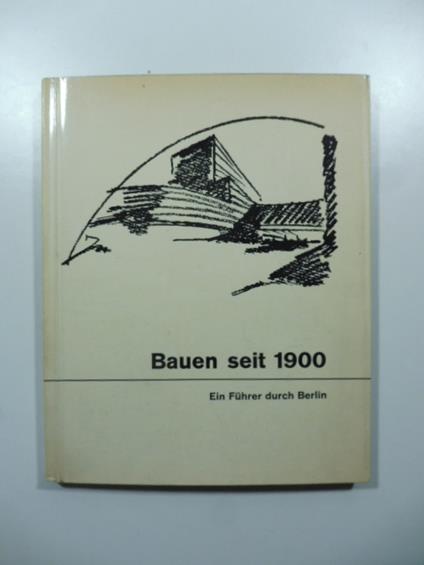 Bauen seit 1900
Ein Führer durch Berlin